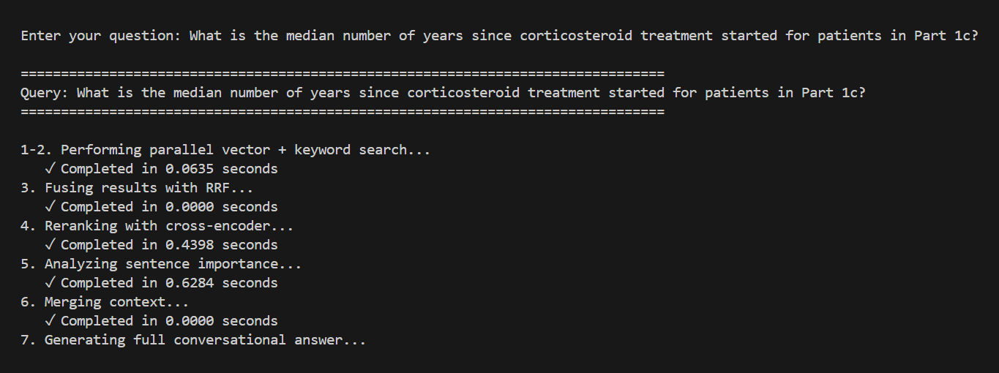 Enter your question: What is the median number of years since corticosteroid treatment started for patients in Part 1c?
================================================================================
Query: What is the median number of years since corticosteroid treatment started for patients in Part 1c?
================================================================================
1-2. Performing parallel vector + keyword search...
✓ Completed in 0.0635 seconds
3. Fusing results with RRF...
✓ Completed in 0.0000 seconds
4. Reranking with cross-encoder...
✓ Completed in 0.4398 seconds
5. Analyzing sentence importance...
✓ Completed in 0.6284 seconds
6. Merging context...
✓ Completed in 0.0000 seconds
7. Generating full conversational answer...